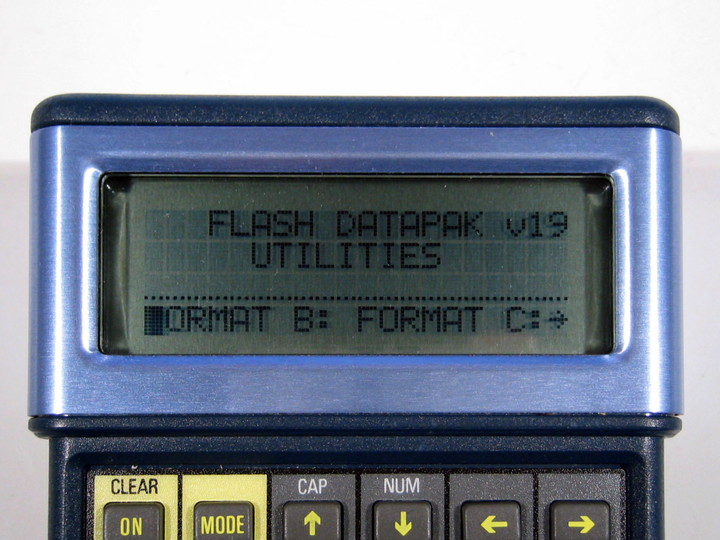 FLASH DATAPAK v19
UTILITIES
ORMAT B: FORMAT C:→
CLEAR CAP NUM
ON MODE ↑ ↓ ← →